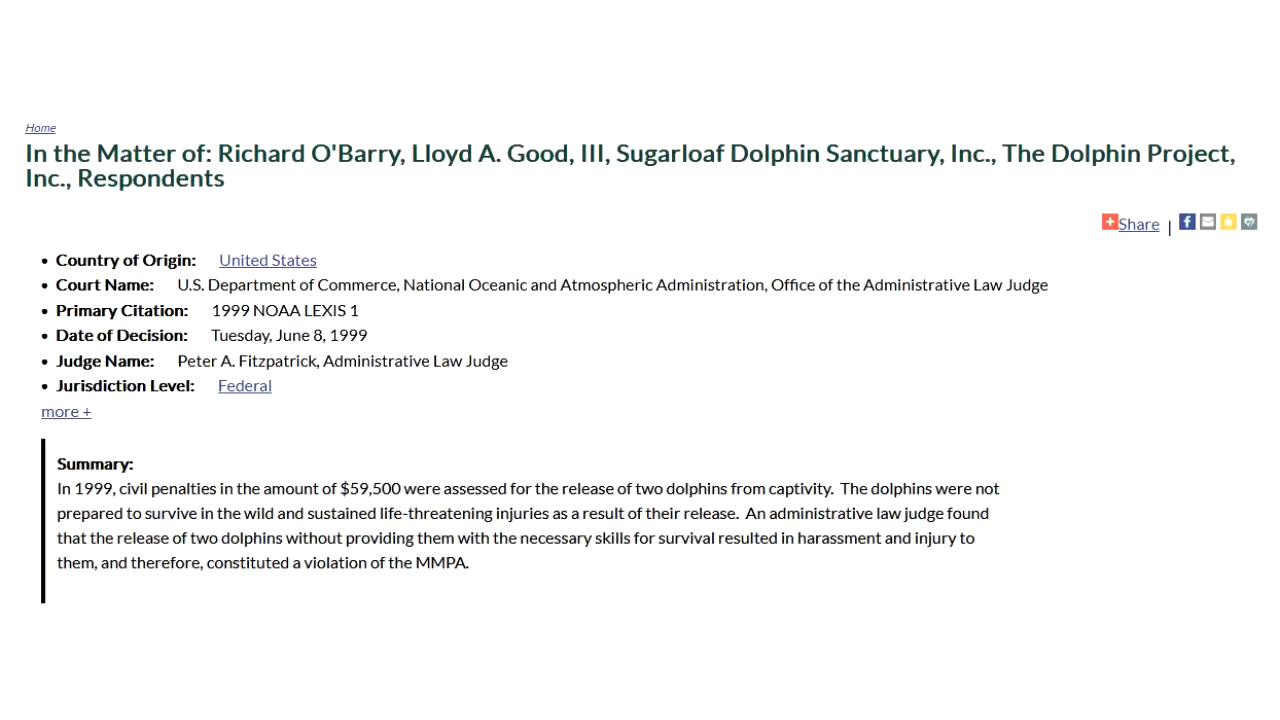 Home
In the Matter of: Richard O'Barry, Lloyd A. Good, III, Sugarloaf Dolphin Sanctuary, Inc., The Dolphin Project,
Inc., Respondents
Share |
• Country of Origin: United States
• Court Name: U.S. Department of Commerce, National Oceanic and Atmospheric Administration, Office of the Administrative Law Judge
• Primary Citation: 1999 NOAA LEXIS 1
• Date of Decision: Tuesday, June 8, 1999
• Judge Name: Peter A. Fitzpatrick, Administrative Law Judge
• Jurisdiction Level: Federal
more +
Summary:
In 1999, civil penalties in the amount of $59,500 were assessed for the release of two dolphins from captivity. The dolphins were not
prepared to survive in the wild and sustained life-threatening injuries as a result of their release. An administrative law judge found
that the release of two dolphins without providing them with the necessary skills for survival resulted in harassment and injury to
them, and therefore, constituted a violation of the MMPA.